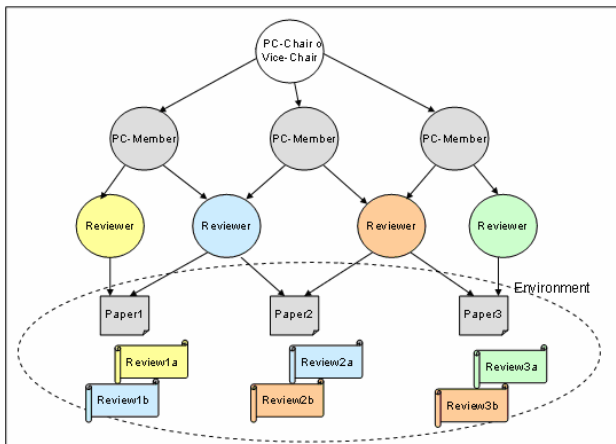 PC-Chair o
Vice-Chair
PC-Member
PC-Member
PC-Member
Reviewer
Reviewer
Reviewer
Reviewer
Environment
Paper1
Paper2
Paper3
Review1a
Review2a
Review3a
Review1b
Review2b
Review3b